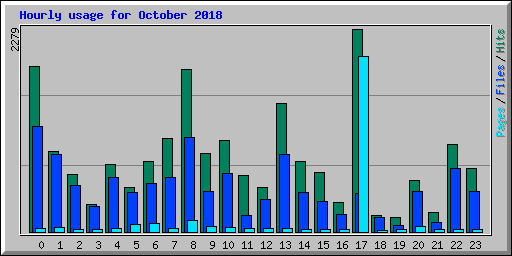 Hourly usage for October 2018
2279
Pages / Files / Hits
0 1 2 3 4 5 6 7 8 9 10 11 12 13 14 15 16 17 18 19 20 21 22 23